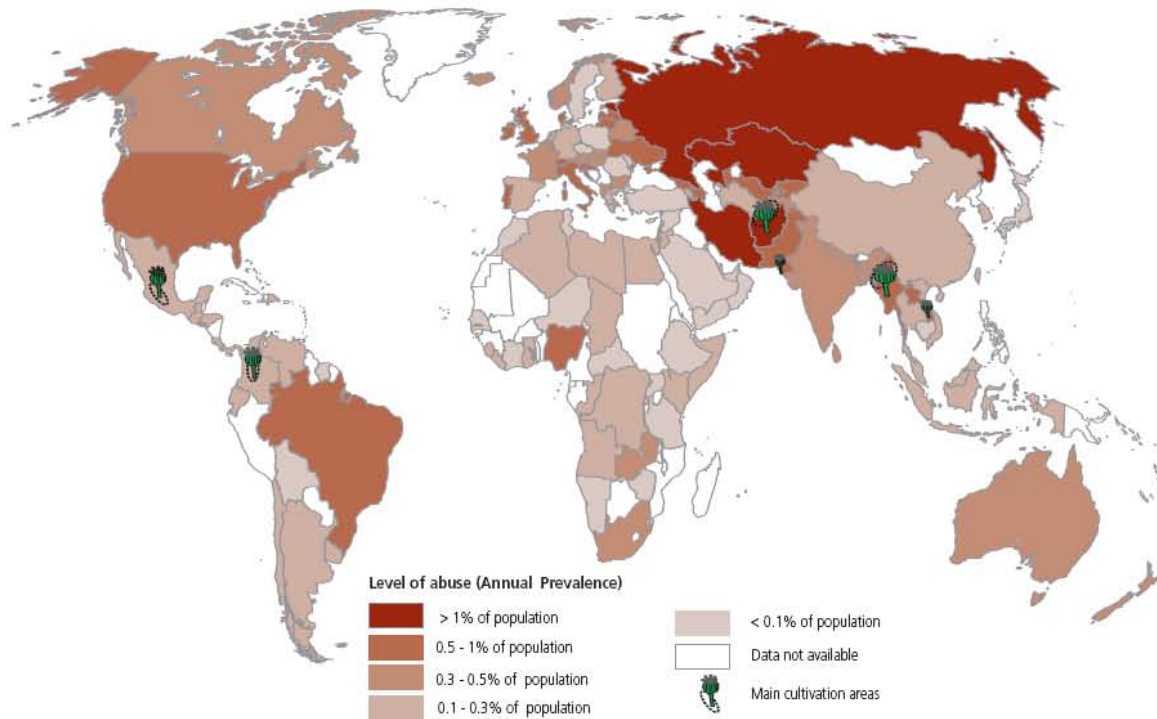 Level of abuse (Annual Prevalence)
> 1% of population
0.5 - 1% of population
0.3 - 0.5% of population
0.1 - 0.3% of population
< 0.1% of population
Data not available
Main cultivation areas